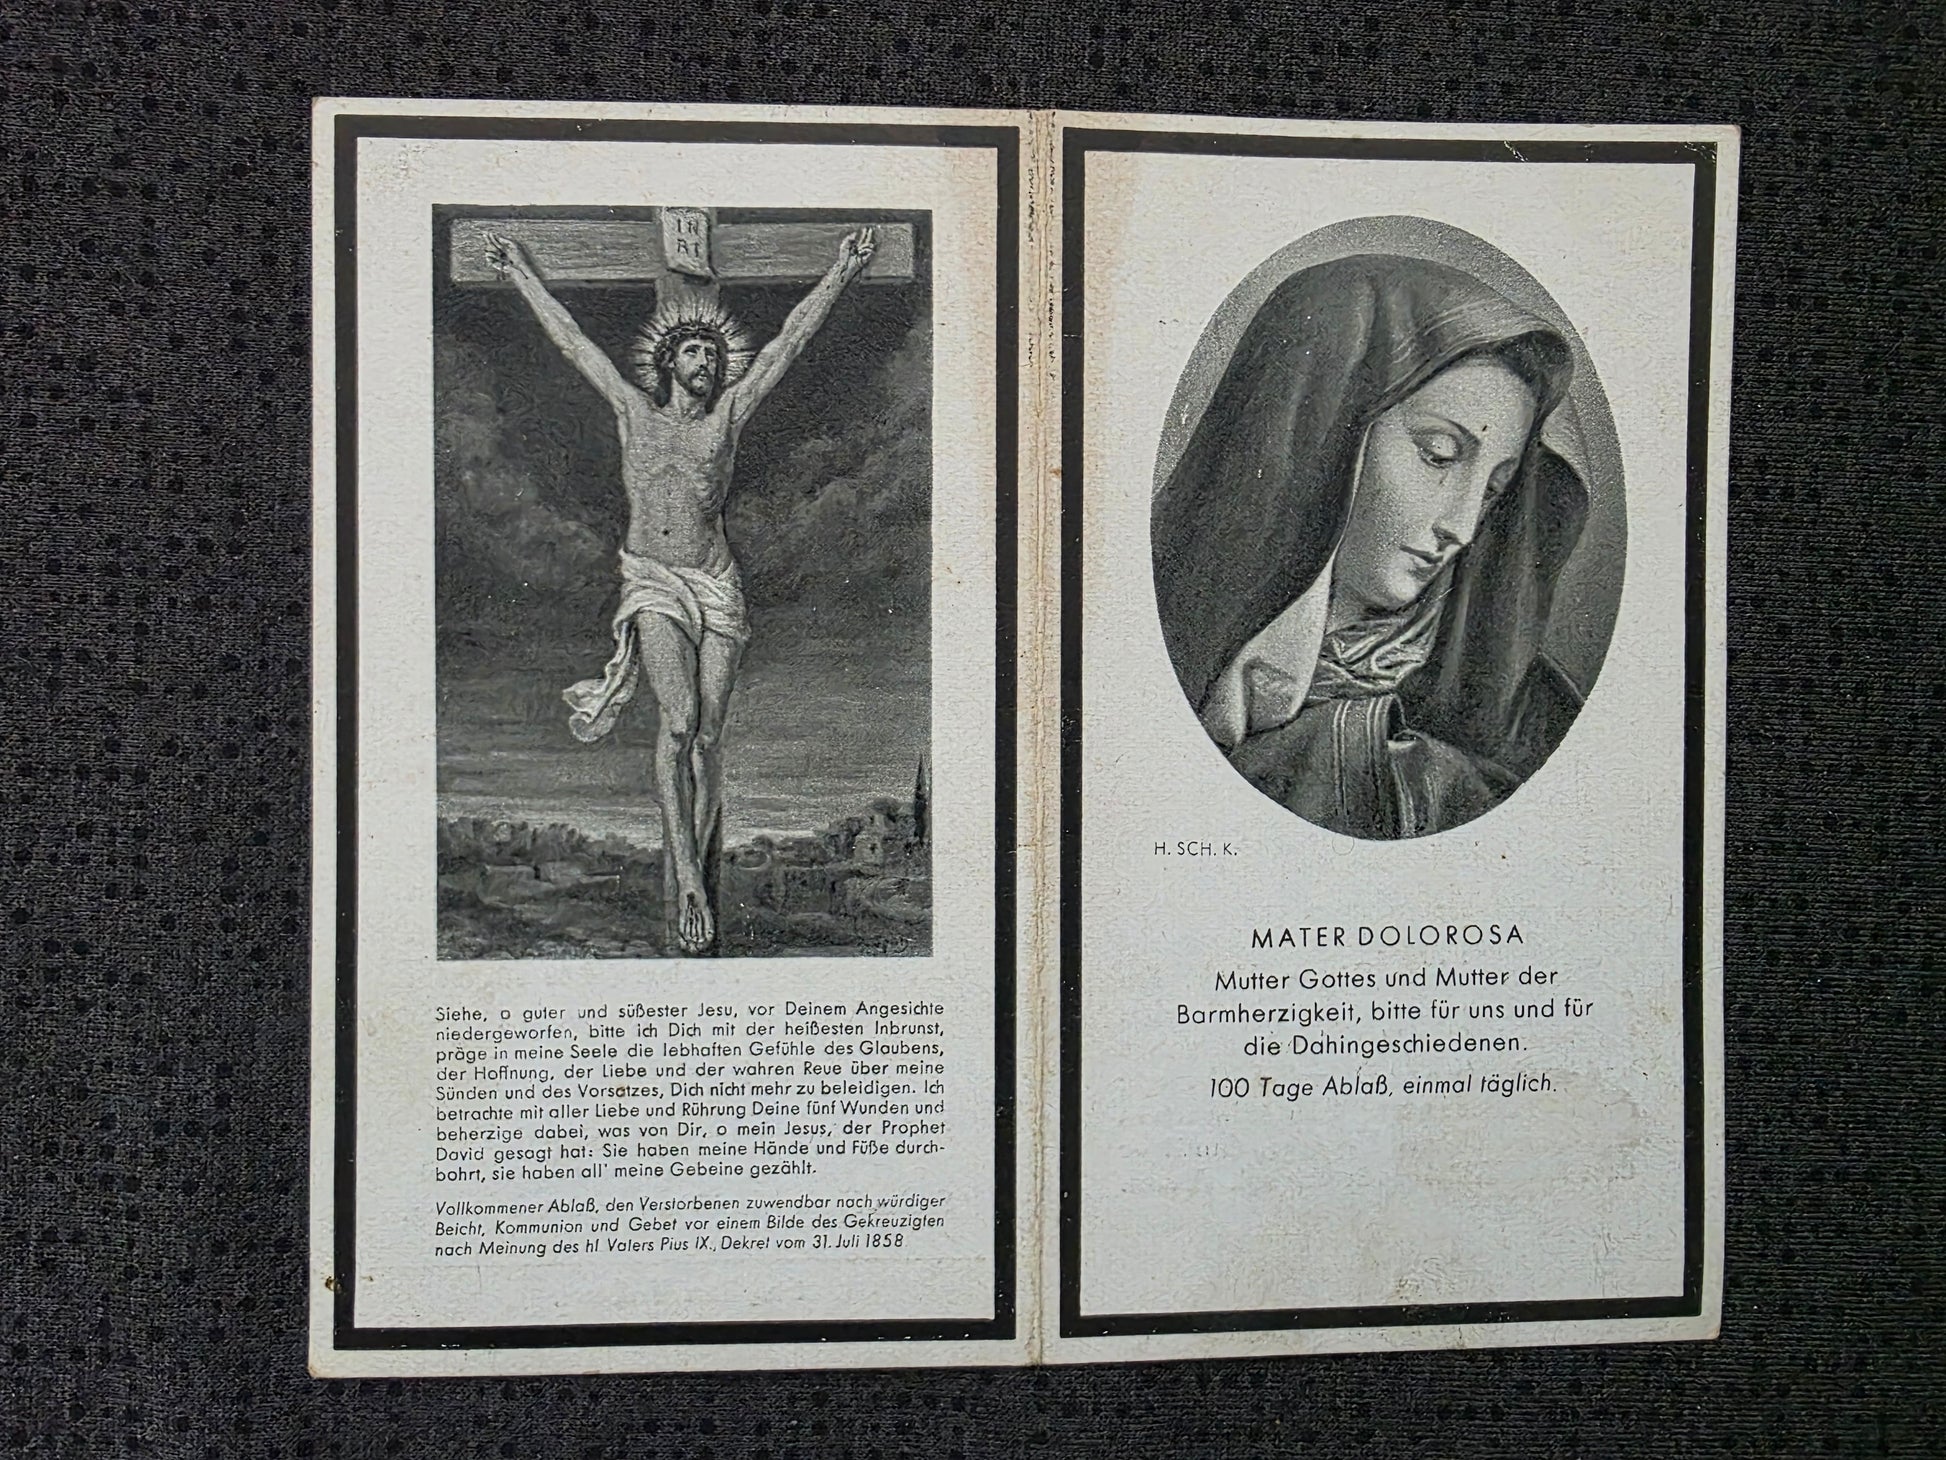 IN
RI
Siehe, o guter und süßester Jesu, vor Deinem Angesichte
niedergeworfen, bitte ich Dich mit der heißesten Inbrunst,
präge in meine Seele die lebhaften Gefühle des Glaubens,
der Hoffnung, der Liebe und der wahren Reue über meine
Sünden und des Vorsatzes, Dich nicht mehr zu beleidigen. Ich
betrachte mit aller Liebe und Rührung Deine fünf Wunden und
beherzige dabei, was von Dir, o mein Jesus, der Prophet
David gesagt hat: Sie haben meine Hände und Füße durch-
bohrt, sie haben all' meine Gebeine gezählt.
Vollkommener Ablaß, den Verstorbenen zuwendbar nach würdiger
Beicht, Kommunion und Gebet vor einem Bilde des Gekreuzigten
nach Meinung des hl. Vaters Pius IX., Dekret vom 31. Juli 1858.
H. SCH. K.
MATER DOLOROSA
Mutter Gottes und Mutter der
Barmherzigkeit, bitte für uns und für
die Dahingeschiedenen.
100 Tage Ablaß, einmal täglich.